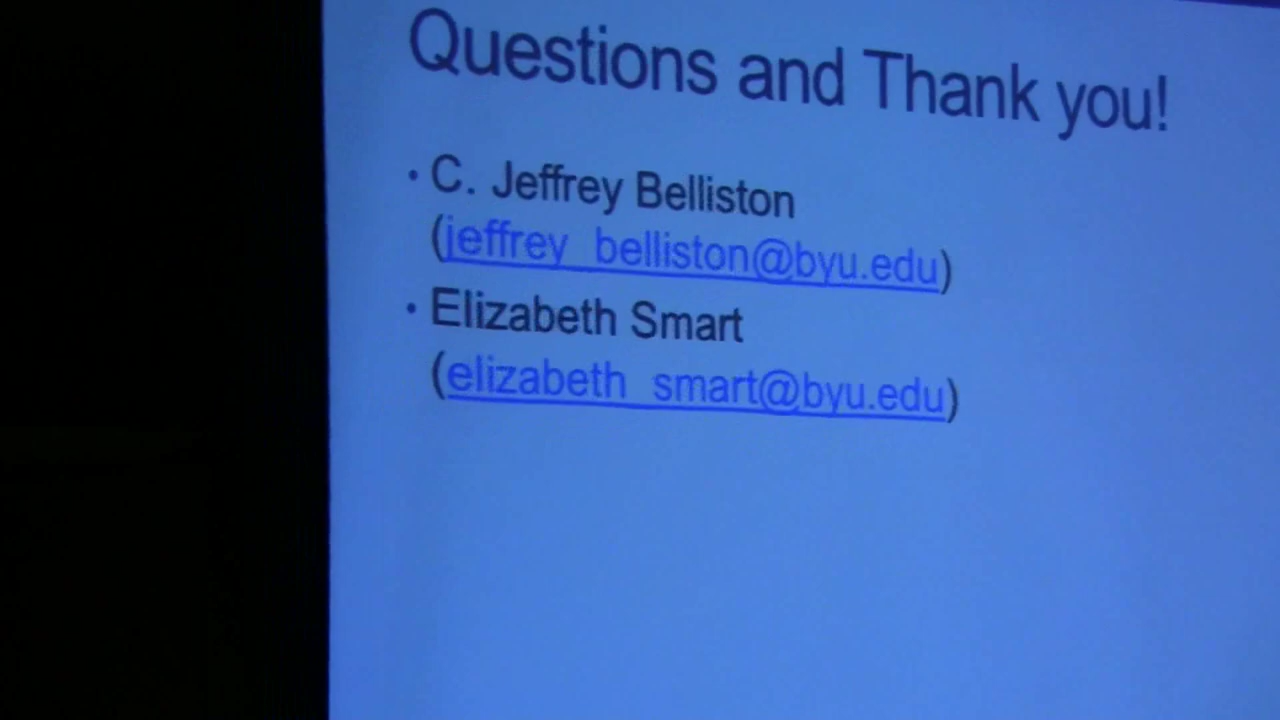 Questions and Thank you!
• C. Jeffrey Belliston
(jeffrey_belliston@byu.edu)
• Elizabeth Smart
(elizabeth_smart@byu.edu)